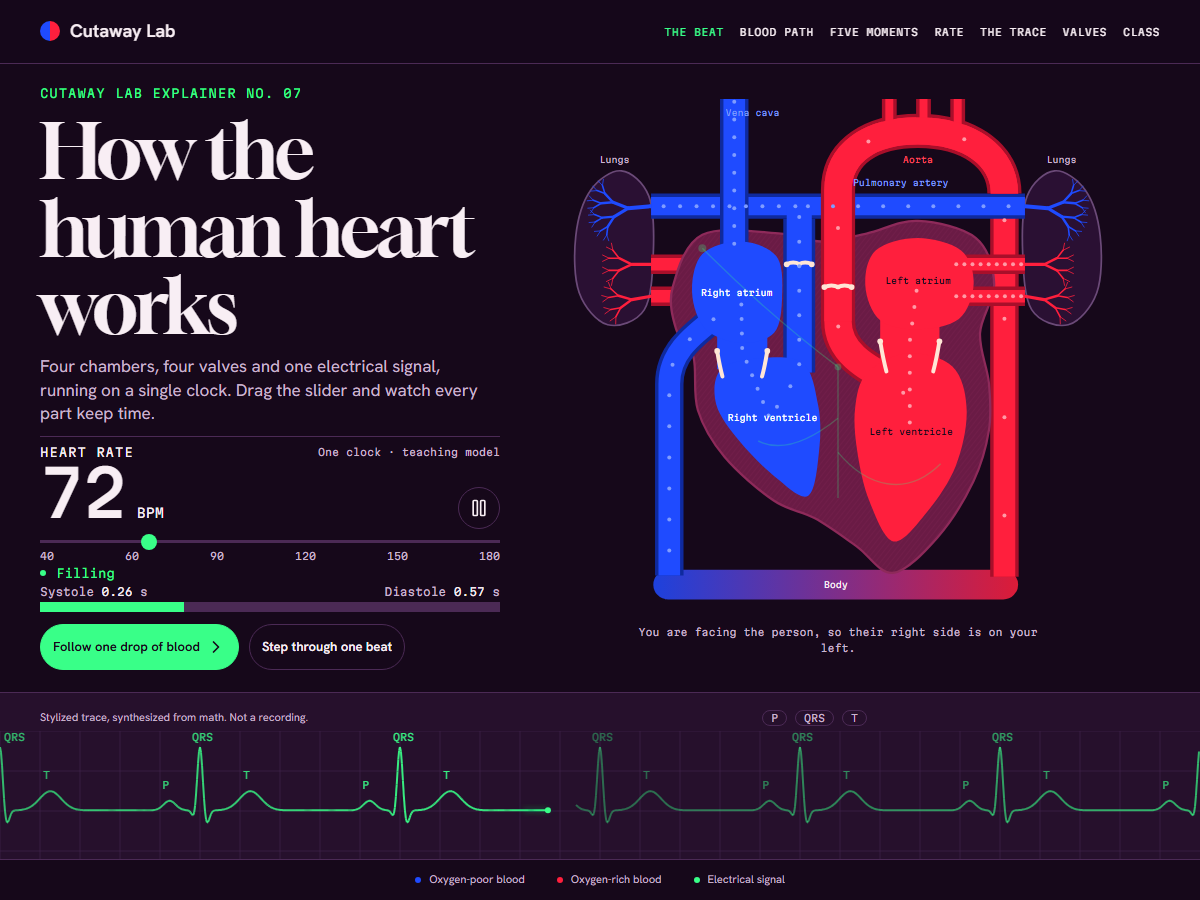 Cutaway Lab
THE BEAT BLOOD PATH FIVE MOMENTS RATE THE TRACE VALVES CLASS
CUTAWAY LAB EXPLAINER NO. 07
How the
human heart
works
Four chambers, four valves and one electrical signal,
running on a single clock. Drag the slider and watch every
part keep time.
HEART RATE
One clock · teaching model
72 BPM
40 60 90 120 150 180
Filling
Systole 0.26 s
Diastole 0.57 s
Follow one drop of blood
Step through one beat
Vena cava
Lungs
Aorta
Lungs
Pulmonary artery
Left atrium
Right atrium
Right ventricle
Left ventricle
Body
You are facing the person, so their right side is on your
left.
Stylized trace, synthesized from math. Not a recording.
P QRS T
QRS QRS QRS QRS QRS QRS
T T T T T T
P P P P P
Oxygen-poor blood
Oxygen-rich blood
Electrical signal